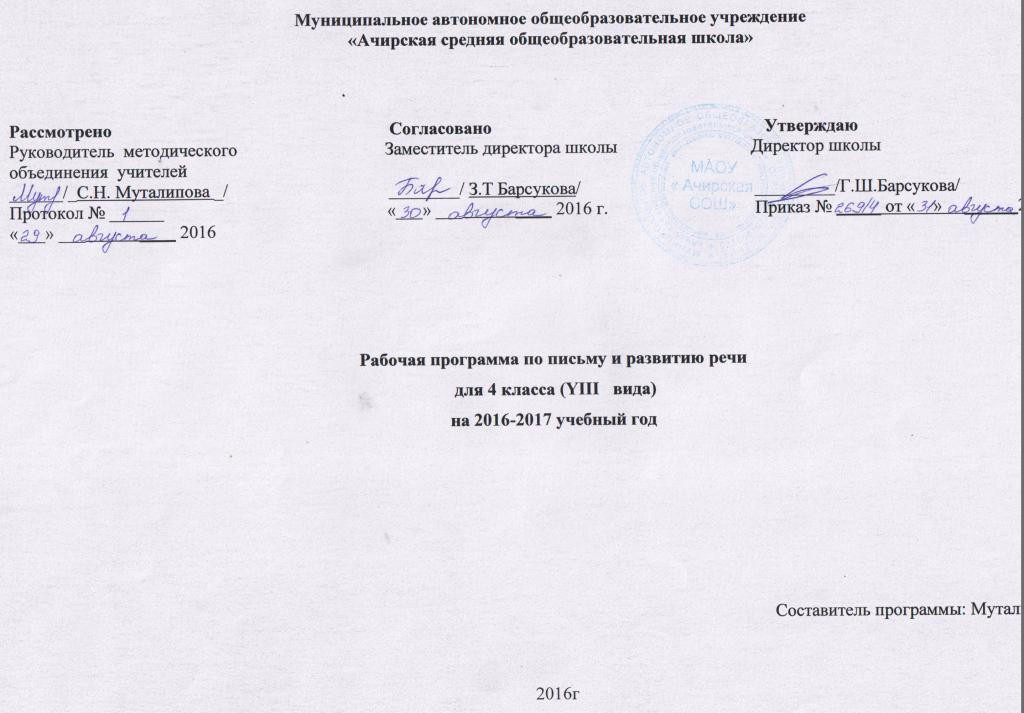 Муниципальное автономное общеобразовательное учреждение
«Ачирская средняя общеобразовательная школа»
Рассмотрено
Руководитель методического
объединения учителей
/ С.Н. Муталипова /
Протокол № 1
«29» августа 2016
Согласовано
Заместитель директора школы
/ З.Т Барсукова/
«30» августа 2016 г.
Утверждаю
Директор школы
/Г.Ш.Барсукова/
Приказ № 269/4 от «31» августа
МАОУ
« Ачирская
СОШ»
Рабочая программа по письму и развитию речи
для 4 класса (YIII вида)
на 2016-2017 учебный год
Составитель программы: Мутал
2016г